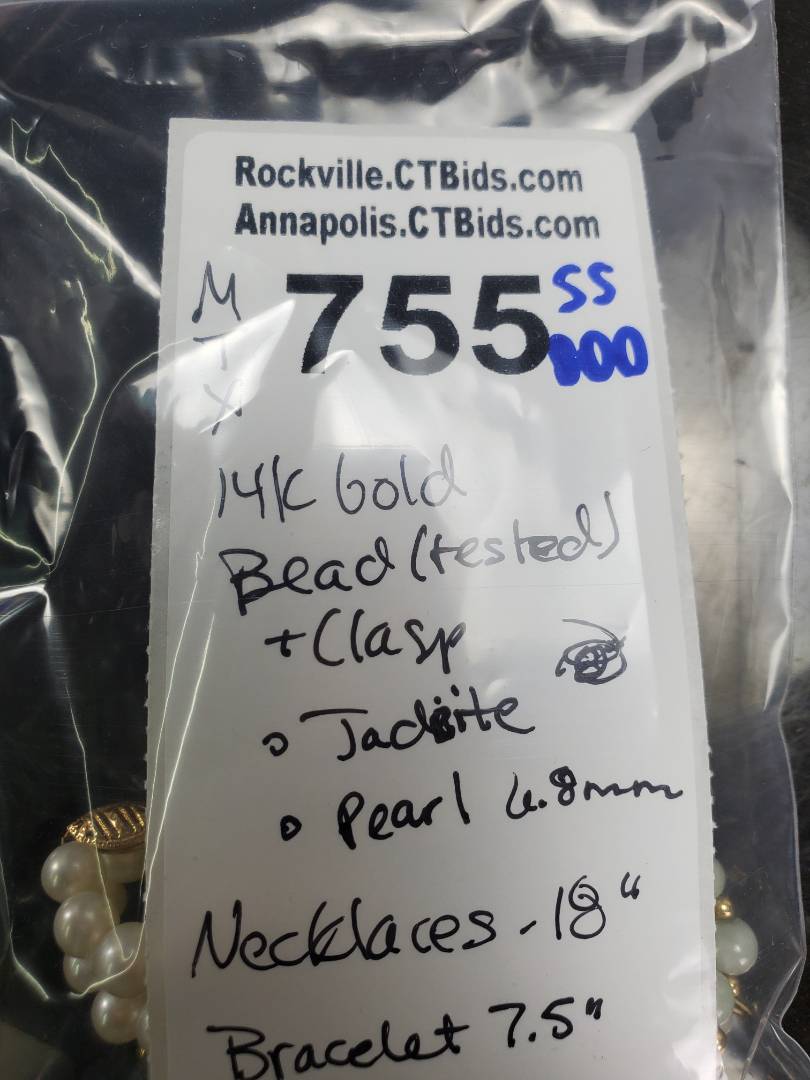 Rockville.CTBids.com
Annapolis.CTBids.com
M
T
X
755
SS
800
14K Gold
Bead (tested)
+ Clasp
Jadeite
Pearl 6.8mm
Necklaces - 18"
Bracelet 7.5"